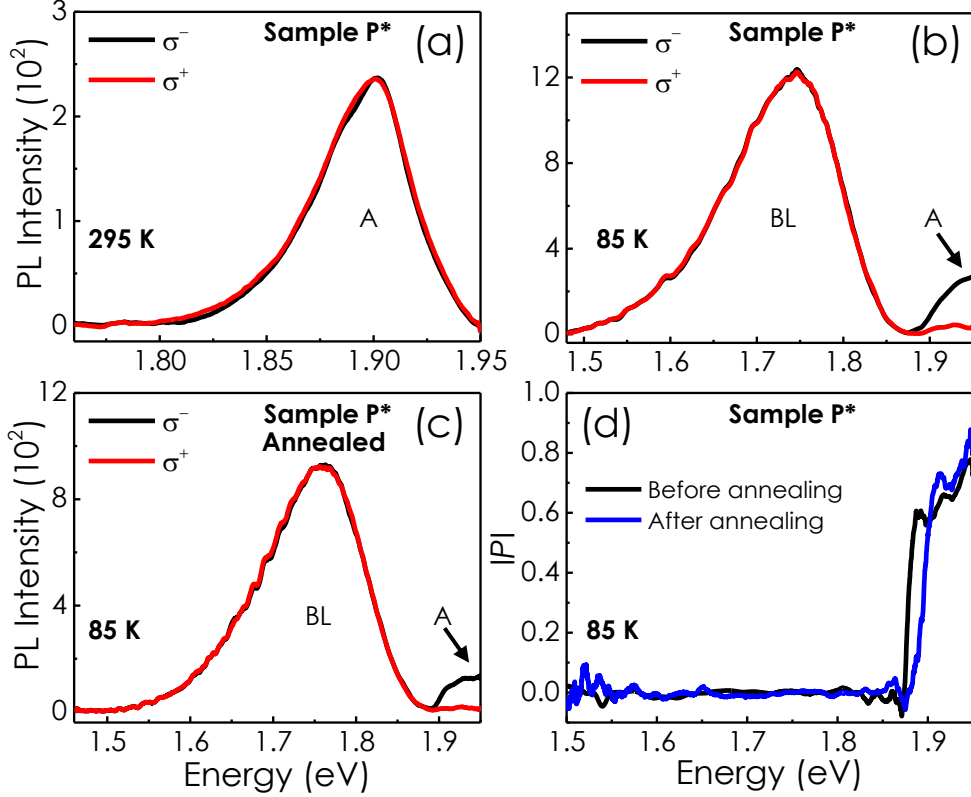 Sample P* (a)
σ⁻
σ⁺
295 K
A
PL Intensity (10²)
0 1 2 3
1.80 1.85 1.90 1.95
Sample P* (b)
σ⁻
σ⁺
85 K
BL
A
0 4 8 12
1.5 1.6 1.7 1.8 1.9
Sample P* (c)
Annealed
σ⁻
σ⁺
85 K
BL
A
PL Intensity (10²)
0 4 8 12
1.5 1.6 1.7 1.8 1.9
Energy (eV)
Sample P* (d)
Before annealing
After annealing
85 K
|P|
0.0 0.2 0.4 0.6 0.8 1.0
1.5 1.6 1.7 1.8 1.9
Energy (eV)